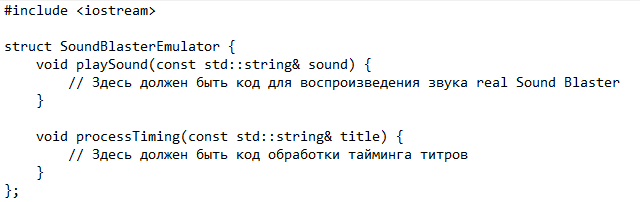 #include <iostream>

struct SoundBlasterEmulator {
    void playSound(const std::string& sound) {
        // Здесь должен быть код для воспроизведения звука real Sound Blaster
    }

    void processTiming(const std::string& title) {
        // Здесь должен быть код обработки тайминга титров
    }
};